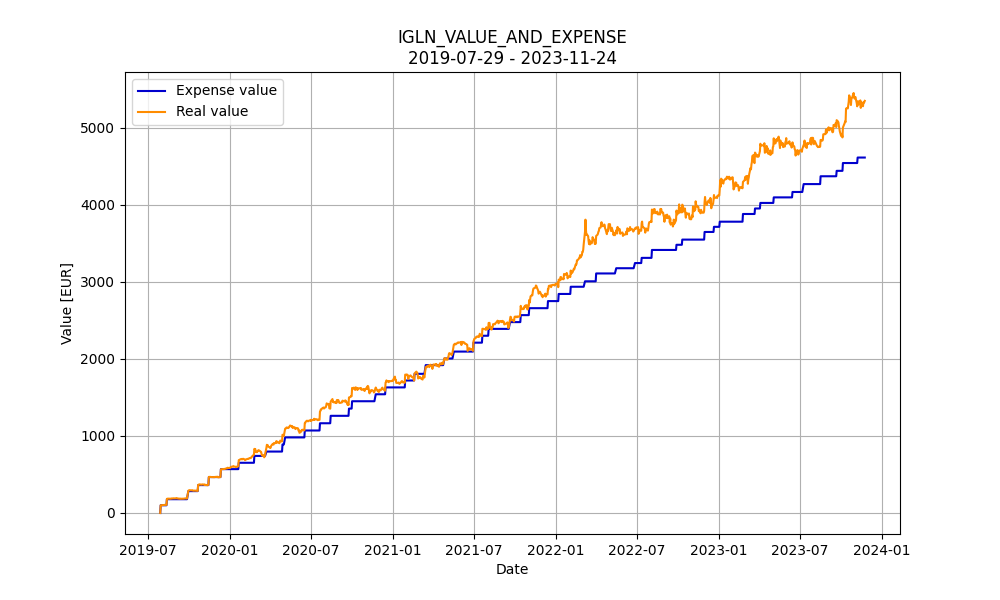 IGLN_VALUE_AND_EXPENSE
2019-07-29 - 2023-11-24
Expense value
Real value
Value [EUR]
5000
4000
3000
2000
1000
0
2019-07 2020-01 2020-07 2021-01 2021-07 2022-01 2022-07 2023-01 2023-07 2024-01
Date